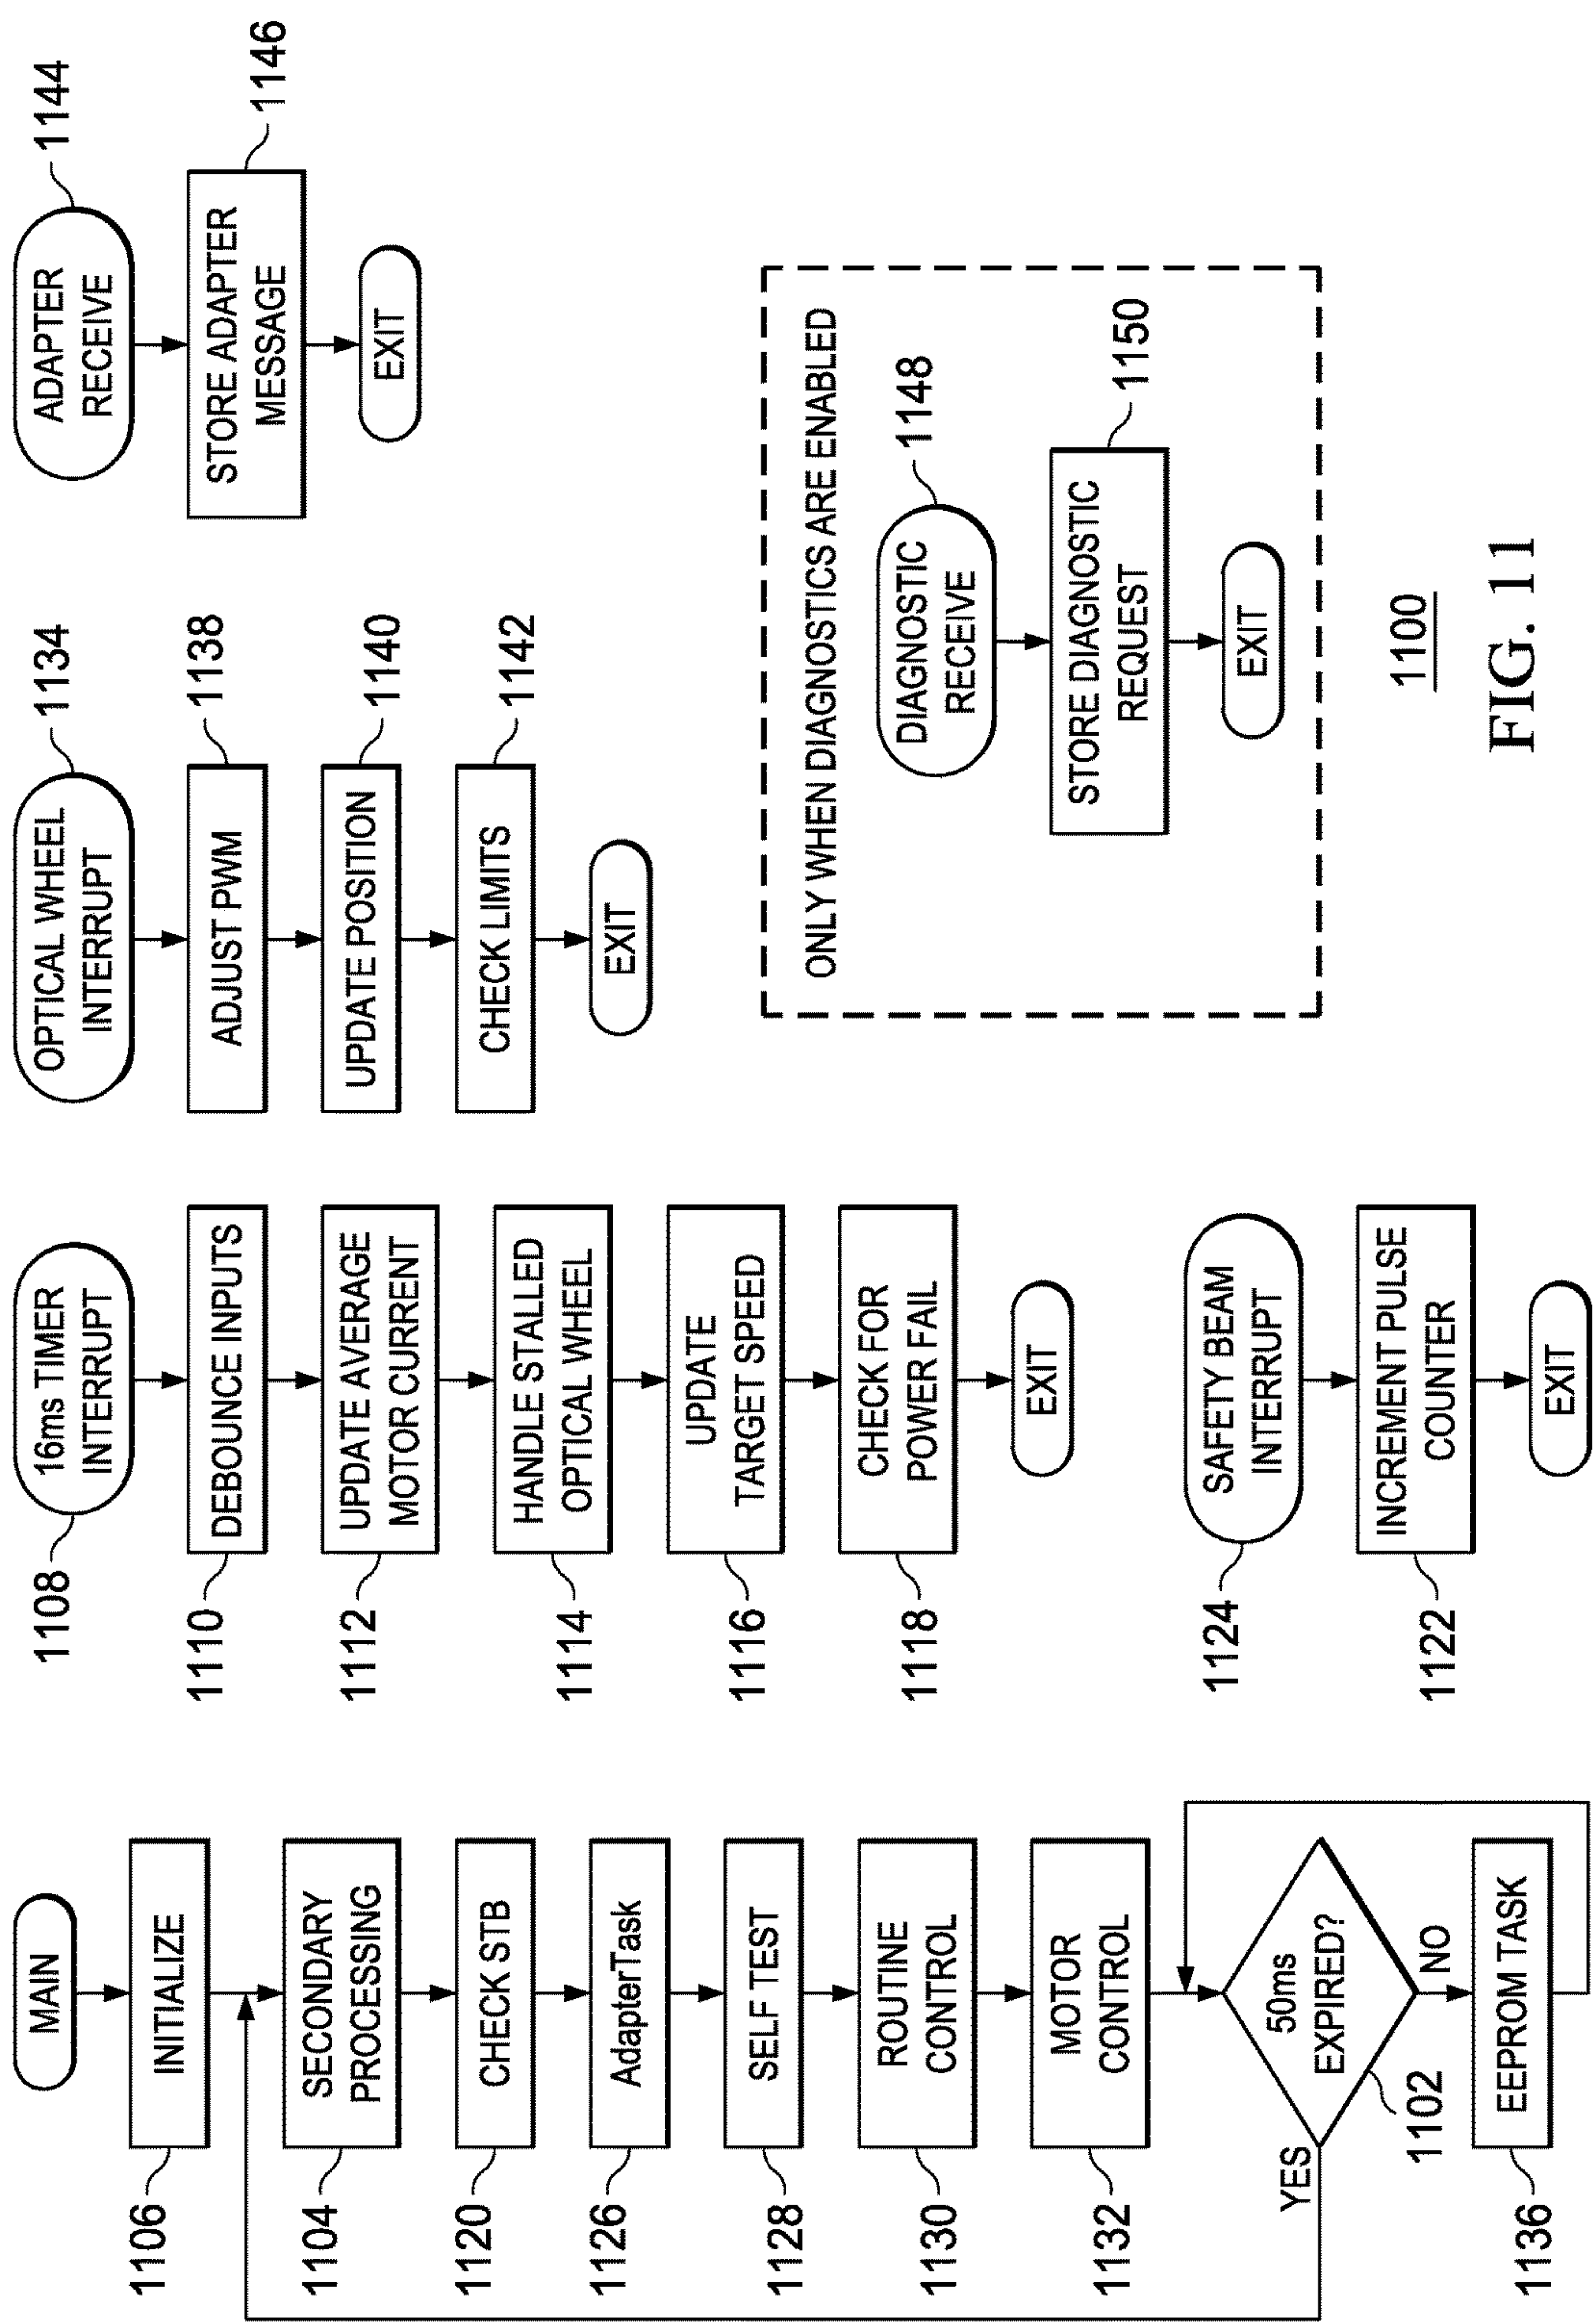 MAIN
1106
INITIALIZE
1104
SECONDARY
PROCESSING
1120
CHECK STB
1126
AdapterTask
1128
SELF TEST
1130
ROUTINE
CONTROL
1132
MOTOR
CONTROL
YES
50ms
EXPIRED?
1102
NO
1136
EEPROM TASK
1108
16ms TIMER
INTERRUPT
1110
DEBOUNCE INPUTS
1112
UPDATE AVERAGE
MOTOR CURRENT
1114
HANDLE STALLED
OPTICAL WHEEL
1116
UPDATE
TARGET SPEED
1118
CHECK FOR
POWER FAIL
EXIT
1124
SAFETY BEAM
INTERRUPT
1122
INCREMENT PULSE
COUNTER
EXIT
OPTICAL WHEEL
INTERRUPT
1134
ADJUST PWM
1138
UPDATE POSITION
1140
CHECK LIMITS
1142
EXIT
ADAPTER
RECEIVE
1144
STORE ADAPTER
MESSAGE
1146
EXIT
ONLY WHEN DIAGNOSTICS ARE ENABLED
DIAGNOSTIC
RECEIVE
1148
STORE DIAGNOSTIC
REQUEST
1150
EXIT
1100
FIG. 11